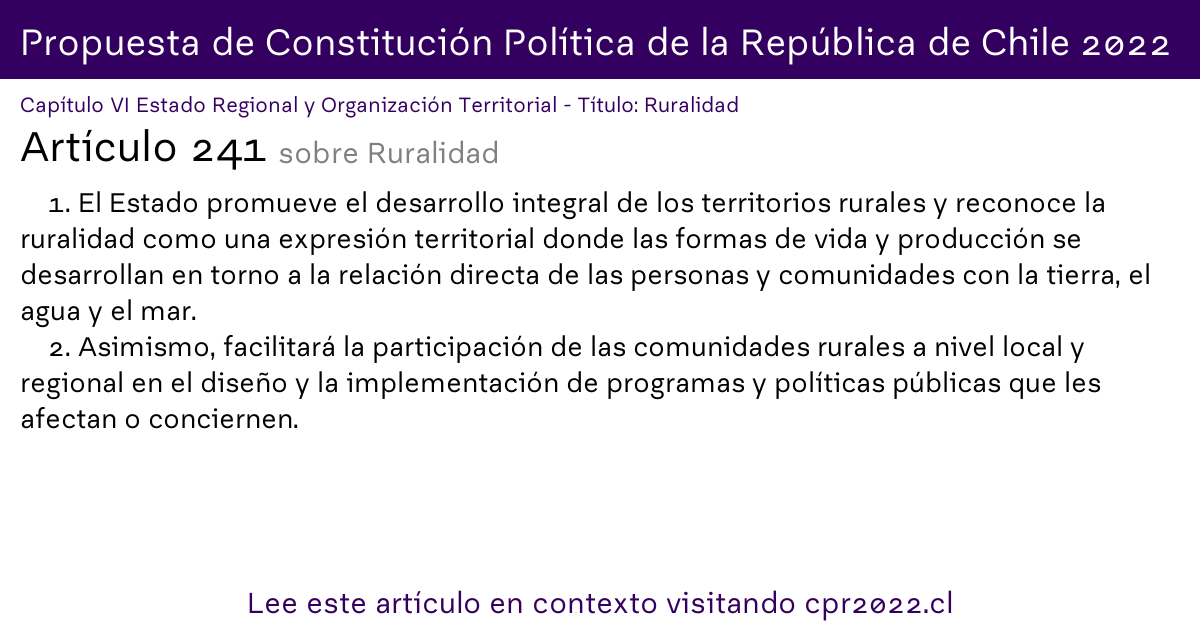 Propuesta de Constitución Política de la República de Chile 2022
Capítulo VI Estado Regional y Organización Territorial - Título: Ruralidad
Artículo 241 sobre Ruralidad
1. El Estado promueve el desarrollo integral de los territorios rurales y reconoce la
ruralidad como una expresión territorial donde las formas de vida y producción se
desarrollan en torno a la relación directa de las personas y comunidades con la tierra, el
agua y el mar.
2. Asimismo, facilitará la participación de las comunidades rurales a nivel local y
regional en el diseño y la implementación de programas y políticas públicas que les
afectan o conciernen.
Lee este artículo en contexto visitando cpr2022.cl